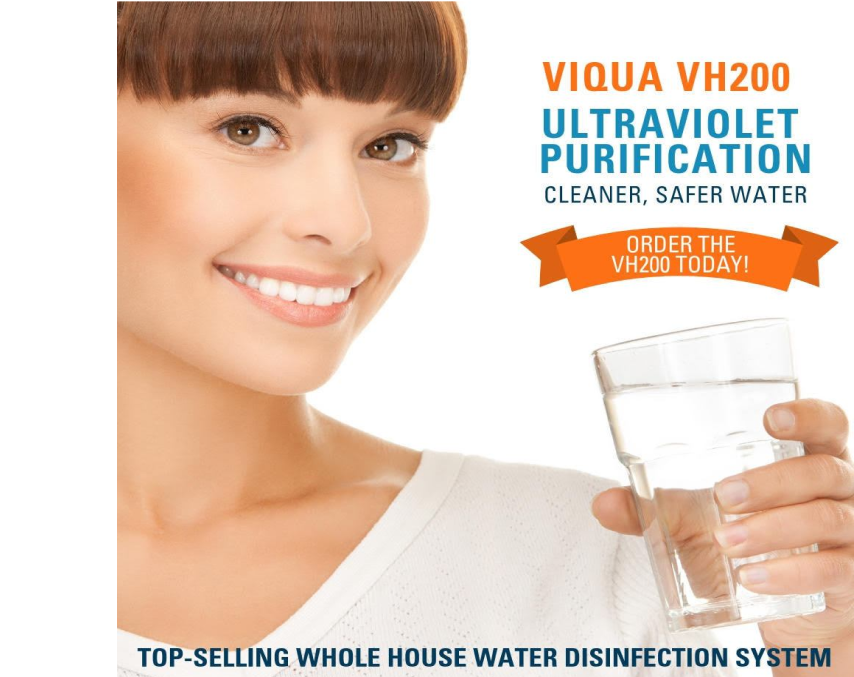 VIQUA VH200
ULTRAVIOLET
PURIFICATION
CLEANER, SAFER WATER
ORDER THE
VH200 TODAY!
TOP-SELLING WHOLE HOUSE WATER DISINFECTION SYSTEM